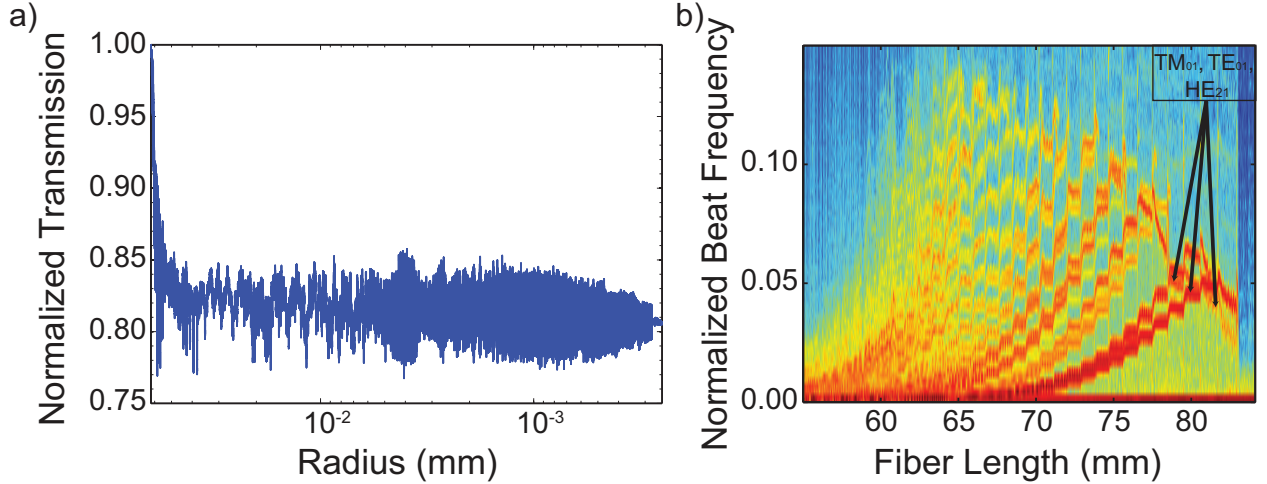 a)
Normalized Transmission
1.00
0.95
0.90
0.85
0.80
0.75
10⁻² 10⁻³
Radius (mm)
b)
Normalized Beat Frequency
0.10
0.05
0.00
TM₀₁, TE₀₁,
HE₂₁
60 65 70 75 80
Fiber Length (mm)